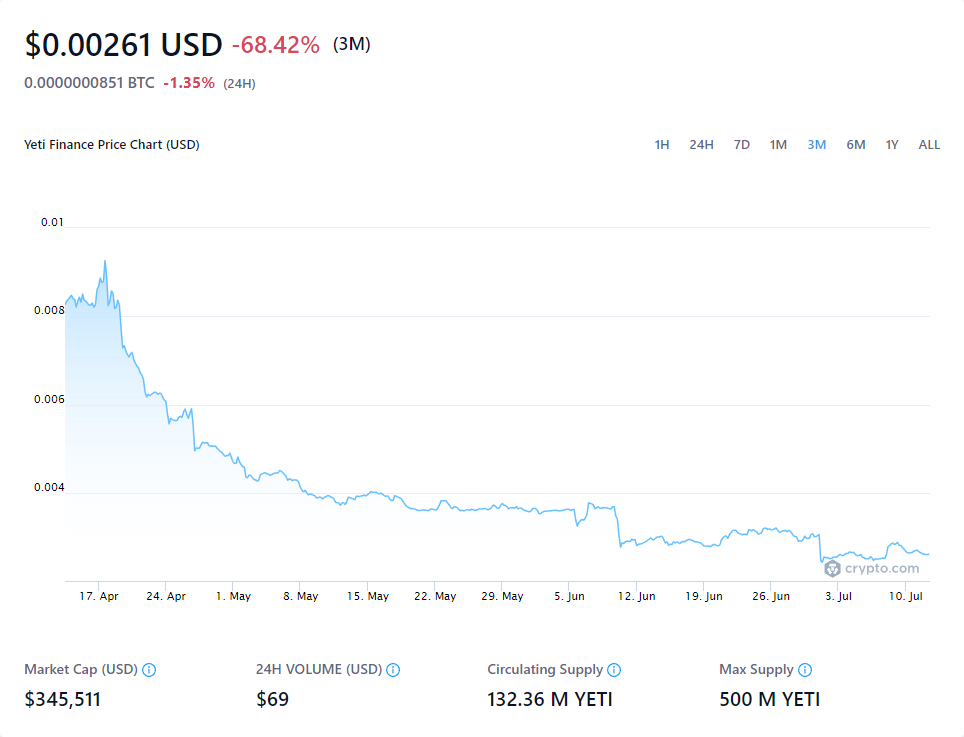 $0.00261 USD -68.42% (3M)
0.0000000851 BTC -1.35% (24H)
Yeti Finance Price Chart (USD) 1H 24H 7D 1M 3M 6M 1Y ALL
0.01
0.008
0.006
0.004
crypto.com
17. Apr 24. Apr 1. May 8. May 15. May 22. May 29. May 5. Jun 12. Jun 19. Jun 26. Jun 3. Jul 10. Jul
Market Cap (USD) 24H VOLUME (USD) Circulating Supply Max Supply
$345,511 $69 132.36 M YETI 500 M YETI